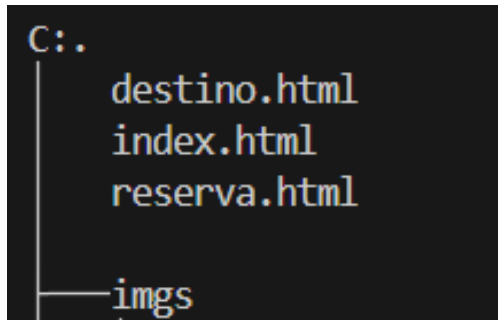 C:.
destino.html
index.html
reserva.html
imgs